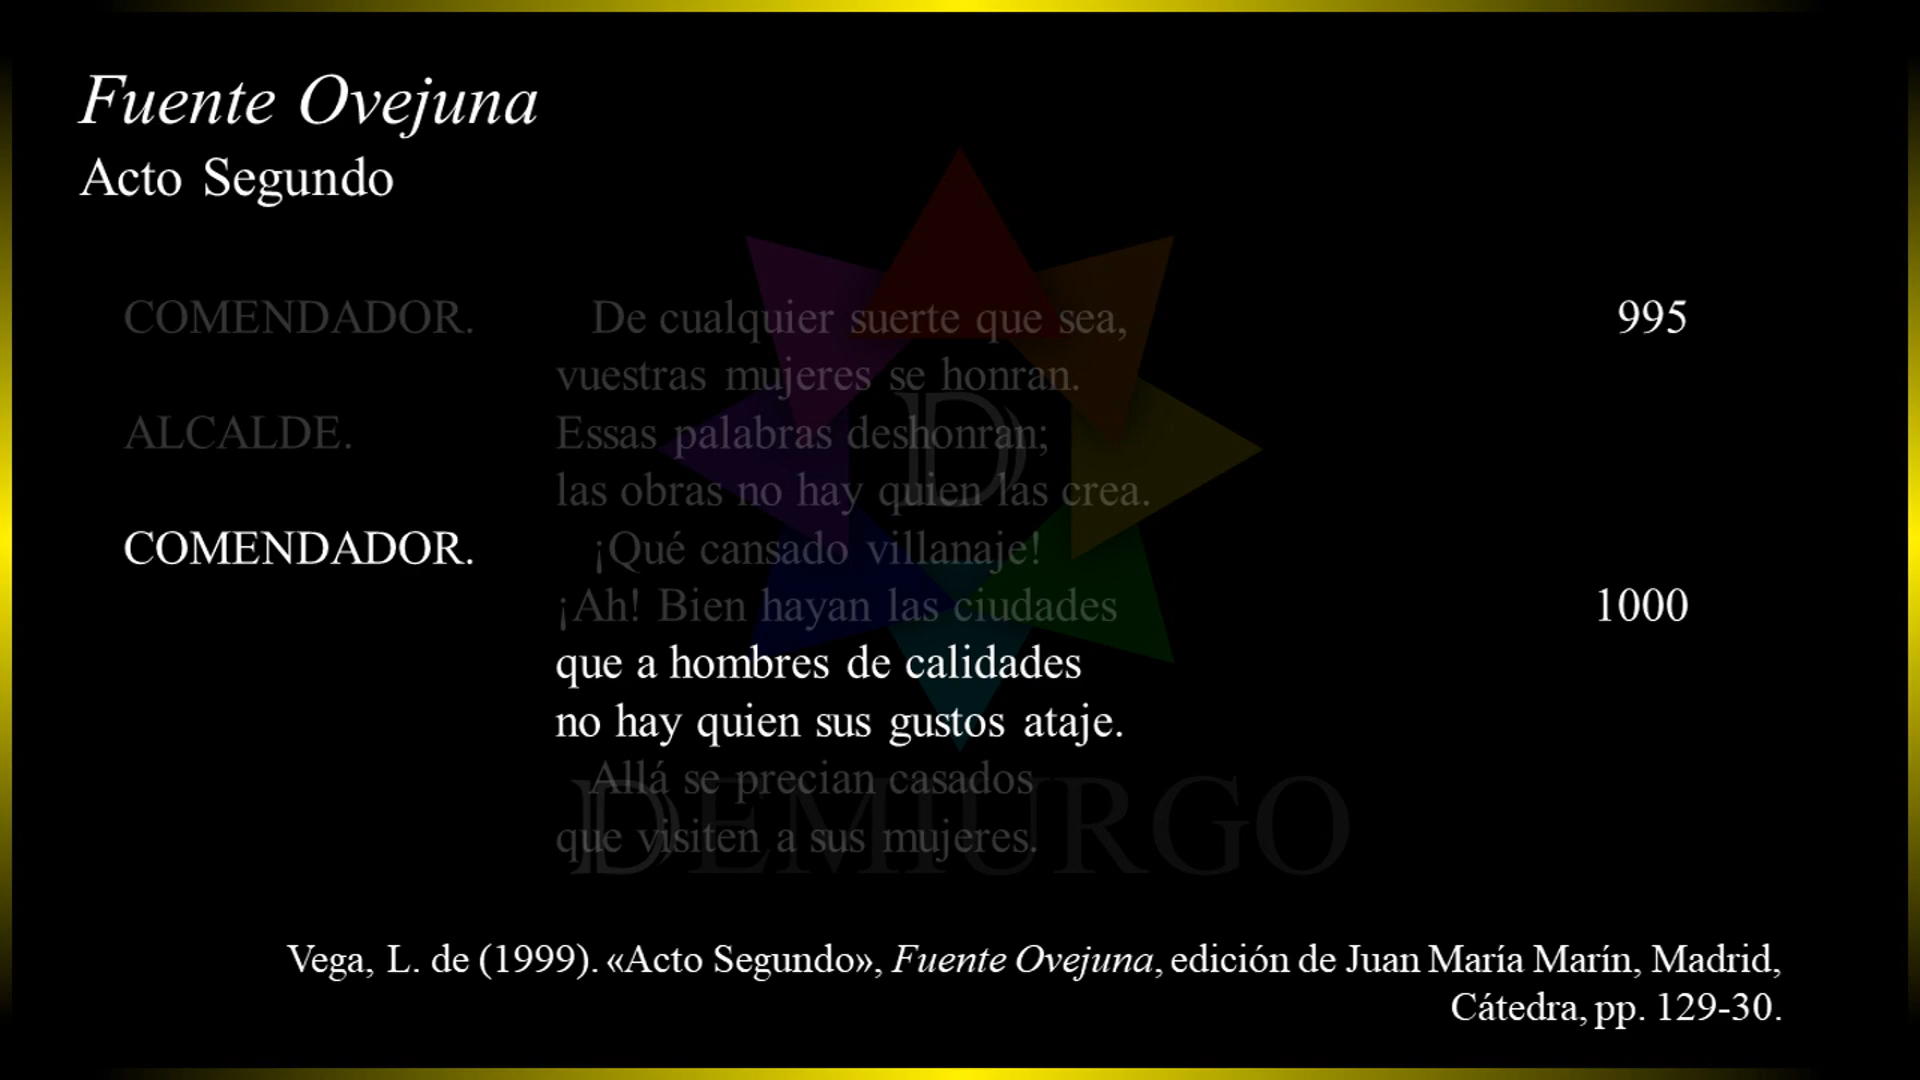 Fuente Ovejuna
Acto Segundo
COMENDADOR. De cualquier suerte que sea, 995
vuestras mujeres se honran.
ALCALDE. Essas palabras deshonran;
las obras no hay quien las crea.
COMENDADOR. ¡Qué cansado villanaje!
¡Ah! Bien hayan las ciudades 1000
que a hombres de calidades
no hay quien sus gustos ataje.
Allá se precian casados
que visiten a sus mujeres.
D
DEMIURGO
Vega, L. de (1999). «Acto Segundo», Fuente Ovejuna, edición de Juan María Marín, Madrid,
Cátedra, pp. 129-30.